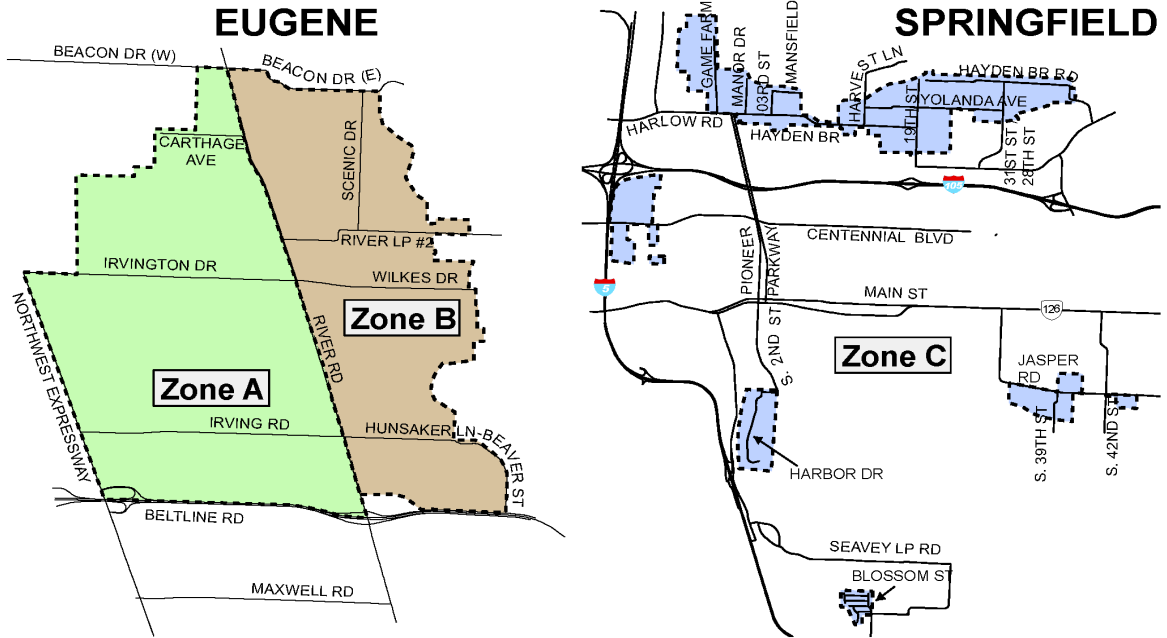 EUGENE
BEACON DR (W)
BEACON DR (E)
CARTHAGE
AVE
SCENIC DR
RIVER LP #2
IRVINGTON DR
WILKES DR
NORTHWEST EXPRESSWAY
RIVER RD
Zone B
Zone A
IRVING RD
HUNSAKER LN-BEAVER ST
BELTLINE RD
MAXWELL RD
SPRINGFIELD
GAME FARM
MANOR DR
03RD ST
MANSFIELD
HARVEST LN
HAYDEN BR RD
YOLANDA AVE
19TH ST
31ST ST
28TH ST
HARLOW RD
HAYDEN BR
105
CENTENNIAL BLVD
PIONEER
PARKWAY
5
MAIN ST
126
S. 2ND ST
Zone C
JASPER
RD
S. 39TH ST
S. 42ND ST
HARBOR DR
SEAVEY LP RD
BLOSSOM ST